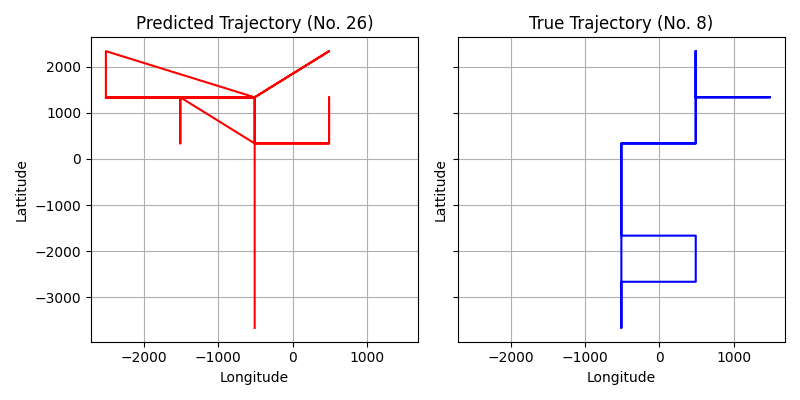 Predicted Trajectory (No. 26)
True Trajectory (No. 8)
2000
1000
0
−1000
−2000
−3000
Lattitude
Lattitude
−2000 −1000 0 1000
−2000 −1000 0 1000
Longitude
Longitude